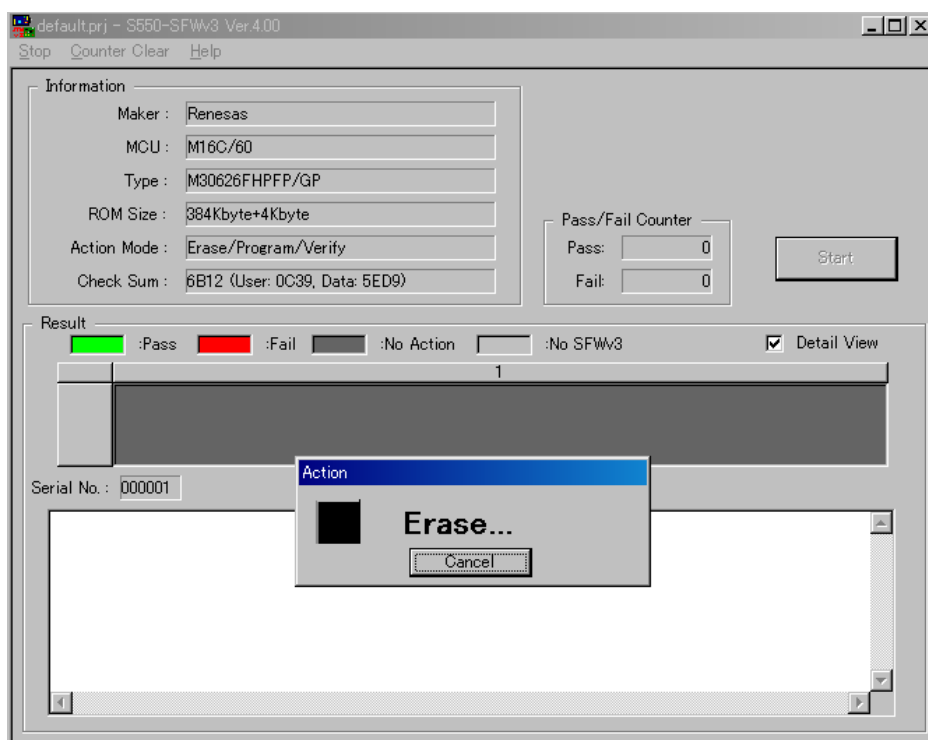 default.prj - S550-SFWv3 Ver.4.00
Stop Counter Clear Help
Information
Maker : Renesas
MCU : M16C/60
Type : M30626FHPFP/GP
ROM Size : 384Kbyte+4Kbyte
Action Mode : Erase/Program/Verify
Check Sum : 6B12 (User: 0C39, Data: 5ED9)
Pass/Fail Counter
Pass: 0
Fail: 0
Start
Result
:Pass :Fail :No Action :No SFWv3 Detail View
1
Serial No. : 000001
Action
Erase...
Cancel